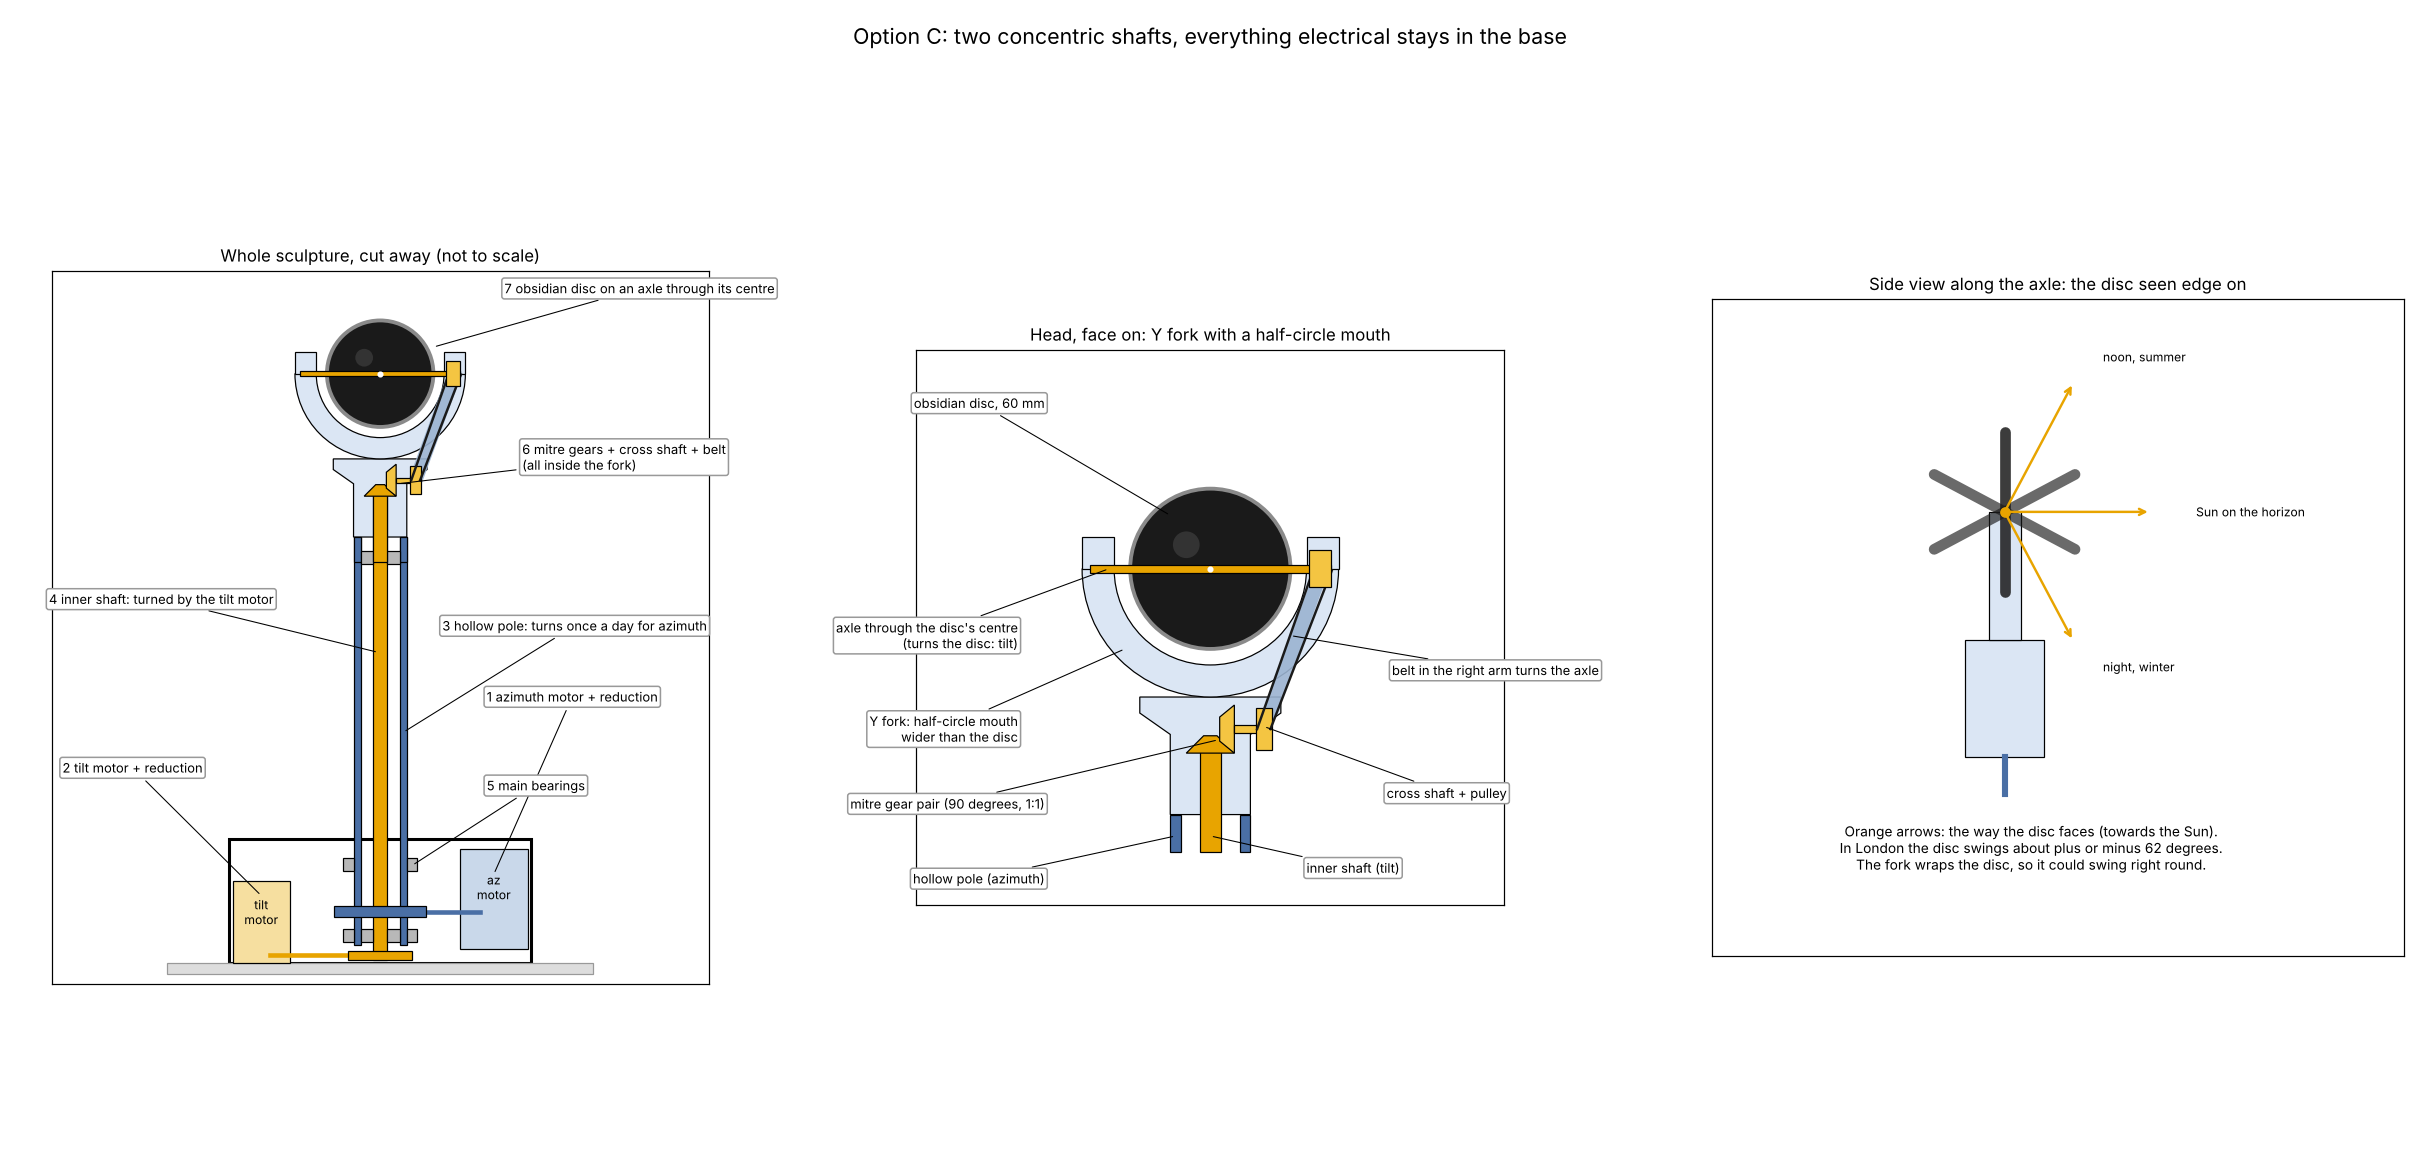 Option C: two concentric shafts, everything electrical stays in the base
Whole sculpture, cut away (not to scale)
7 obsidian disc on an axle through its centre
6 mitre gears + cross shaft + belt
(all inside the fork)
4 inner shaft: turned by the tilt motor
3 hollow pole: turns once a day for azimuth
1 azimuth motor + reduction
2 tilt motor + reduction
5 main bearings
az
motor
tilt
motor
Head, face on: Y fork with a half-circle mouth
obsidian disc, 60 mm
axle through the disc's centre
(turns the disc: tilt)
belt in the right arm turns the axle
Y fork: half-circle mouth
wider than the disc
mitre gear pair (90 degrees, 1:1)
cross shaft + pulley
hollow pole (azimuth)
inner shaft (tilt)
Side view along the axle: the disc seen edge on
noon, summer
Sun on the horizon
night, winter
Orange arrows: the way the disc faces (towards the Sun).
In London the disc swings about plus or minus 62 degrees.
The fork wraps the disc, so it could swing right round.